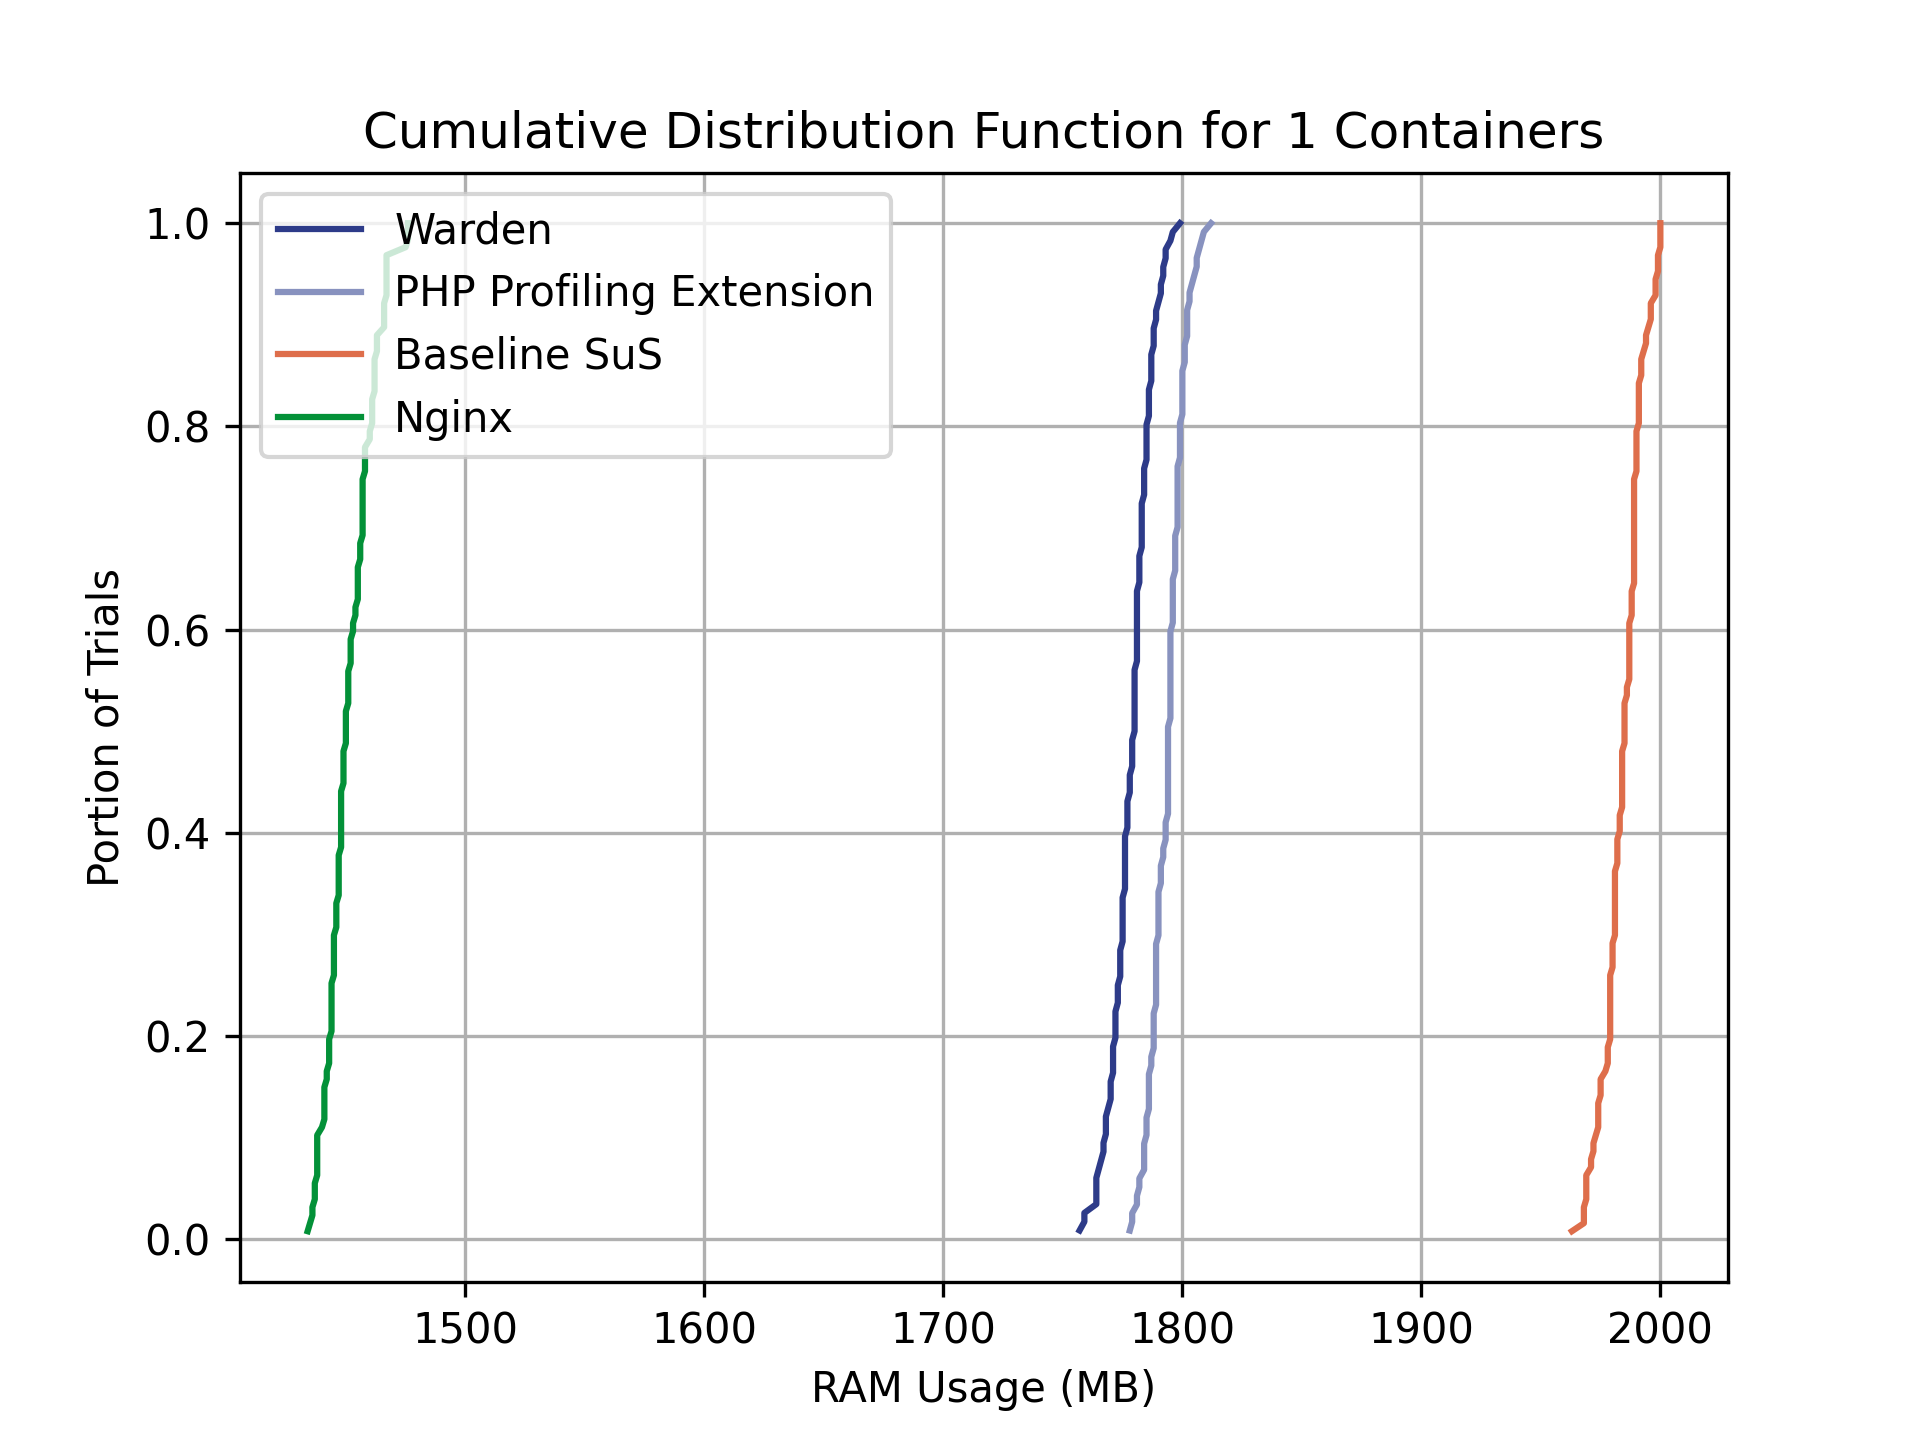 Cumulative Distribution Function for 1 Containers
Warden
PHP Profiling Extension
Baseline SuS
Nginx
1.0
0.8
0.6
0.4
0.2
0.0
Portion of Trials
1500 1600 1700 1800 1900 2000
RAM Usage (MB)